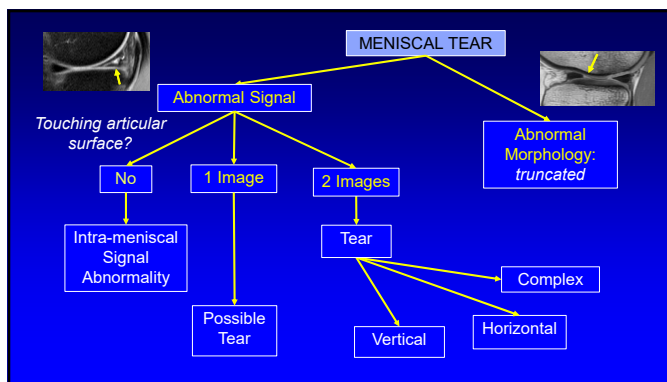 MENISCAL TEAR
Abnormal Signal
Touching articular
surface?
Abnormal
Morphology:
truncated
No
1 Image
2 Images
Intra-meniscal
Signal
Abnormality
Tear
Complex
Possible
Tear
Vertical
Horizontal